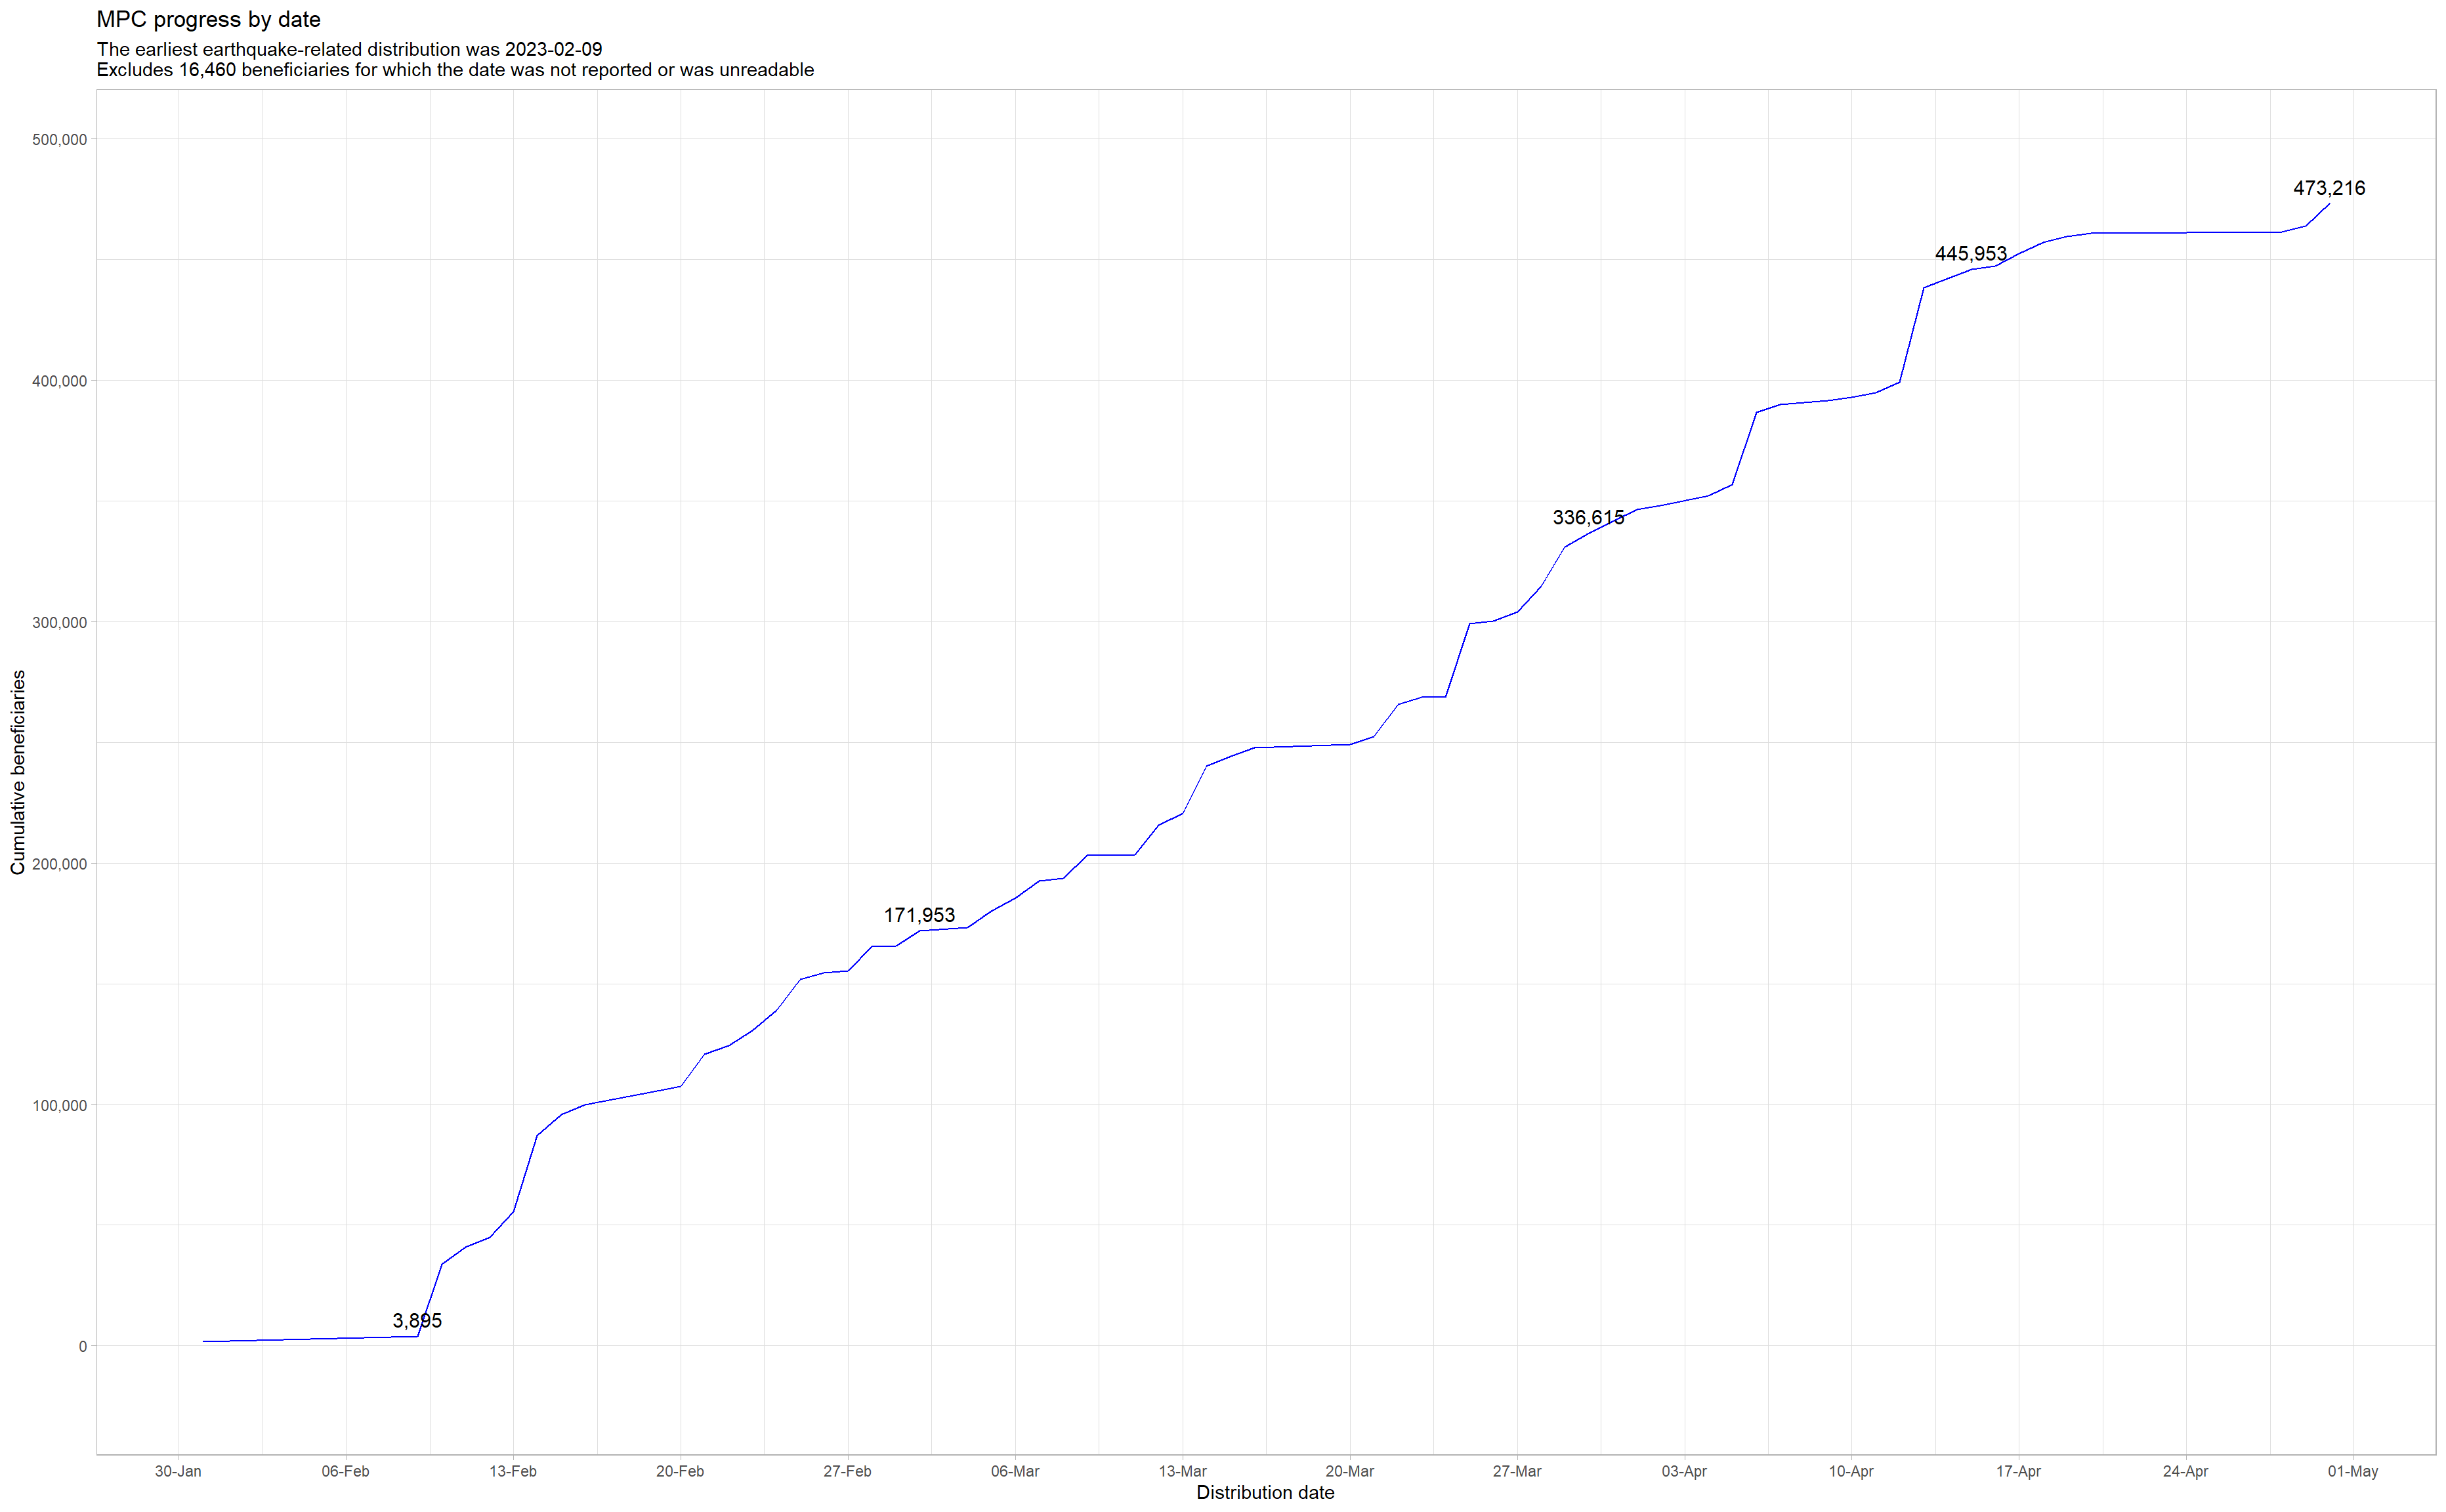 MPC progress by date
The earliest earthquake-related distribution was 2023-02-09
Excludes 16,460 beneficiaries for which the date was not reported or was unreadable
500,000
400,000
300,000
200,000
100,000
0
Cumulative beneficiaries
473,216
445,953
336,615
171,953
3,895
30-Jan 06-Feb 13-Feb 20-Feb 27-Feb 06-Mar 13-Mar 20-Mar 27-Mar 03-Apr 10-Apr 17-Apr 24-Apr 01-May
Distribution date